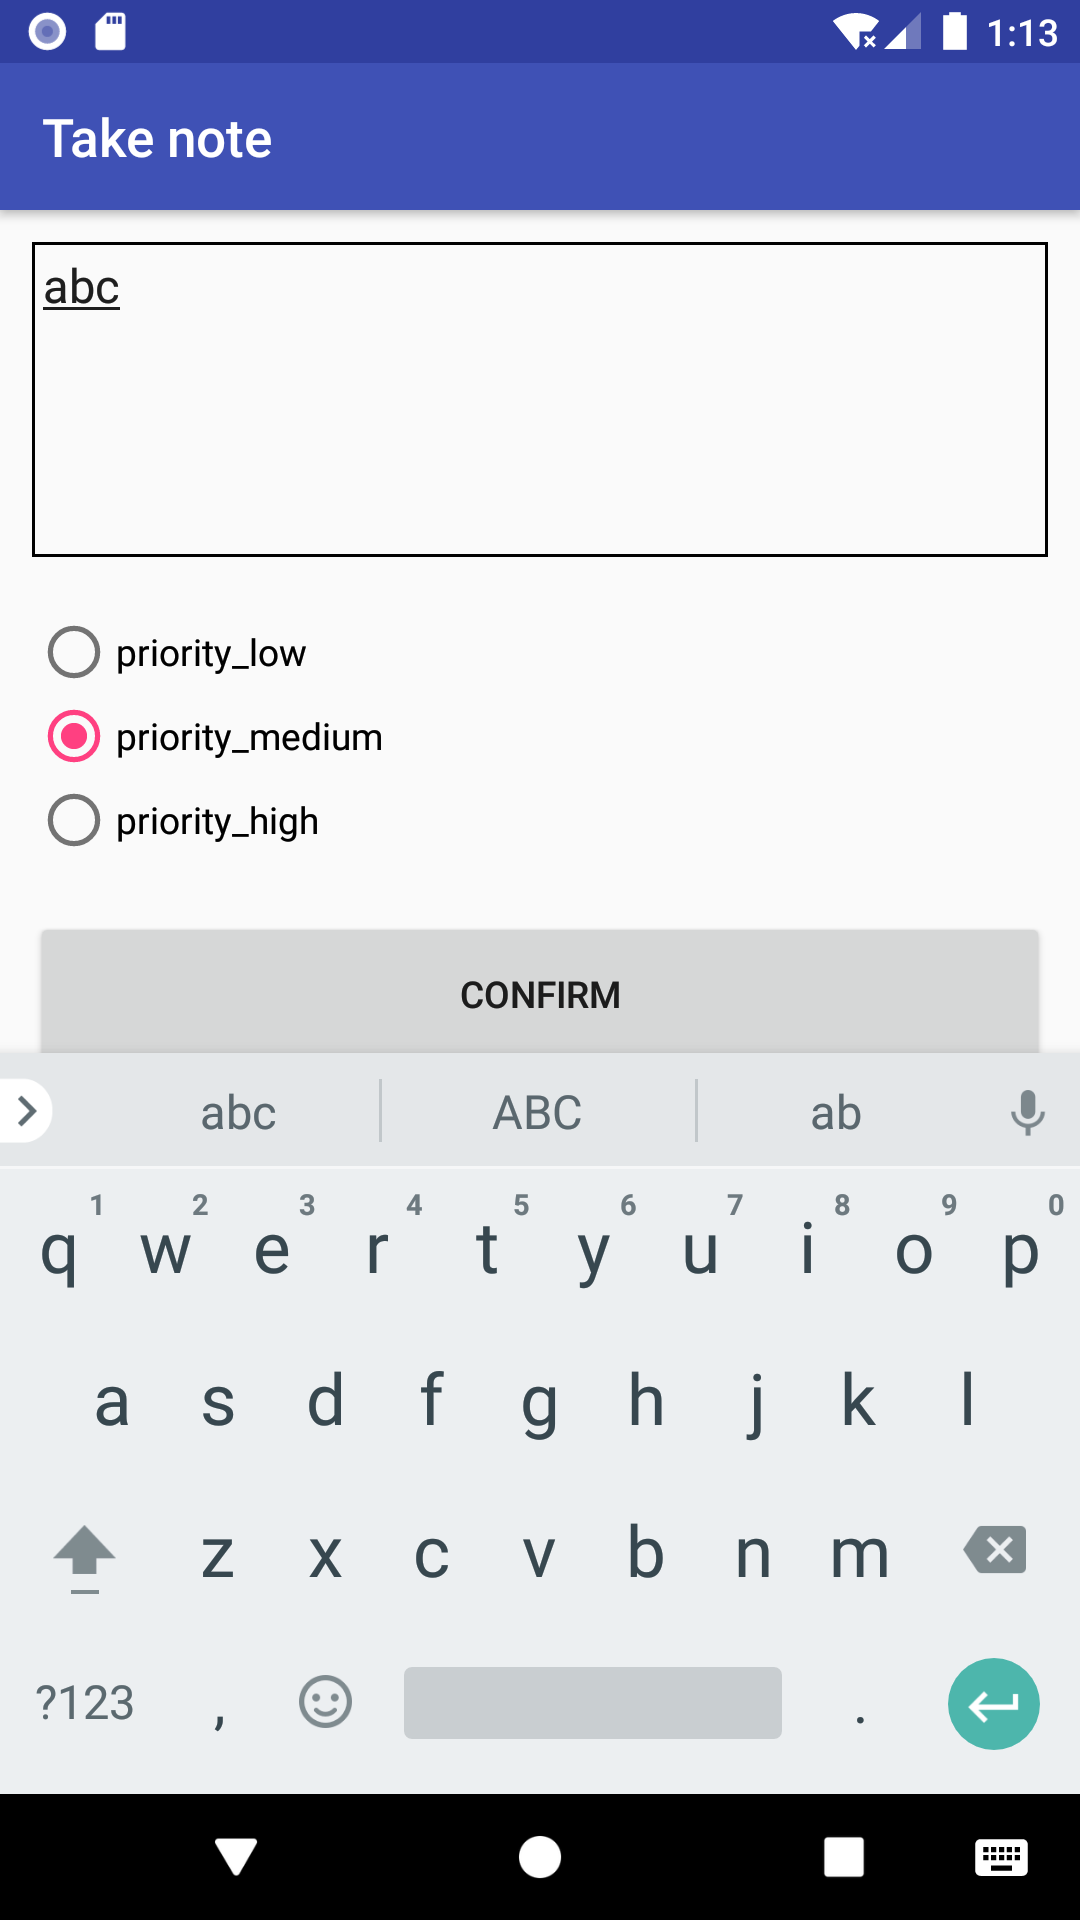 1:13
Take note
abc
priority_low
priority_medium
priority_high
CONFIRM
abc ABC ab
1 2 3 4 5 6 7 8 9 0
q w e r t y u i o p
a s d f g h j k l
z x c v b n m
?123 , .